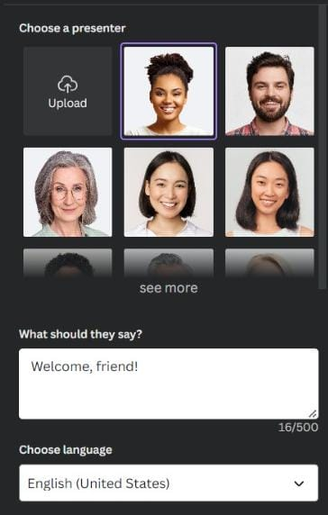 Choose a presenter
Upload
see more
What should they say?
Welcome, friend!
16/500
Choose language
English (United States)